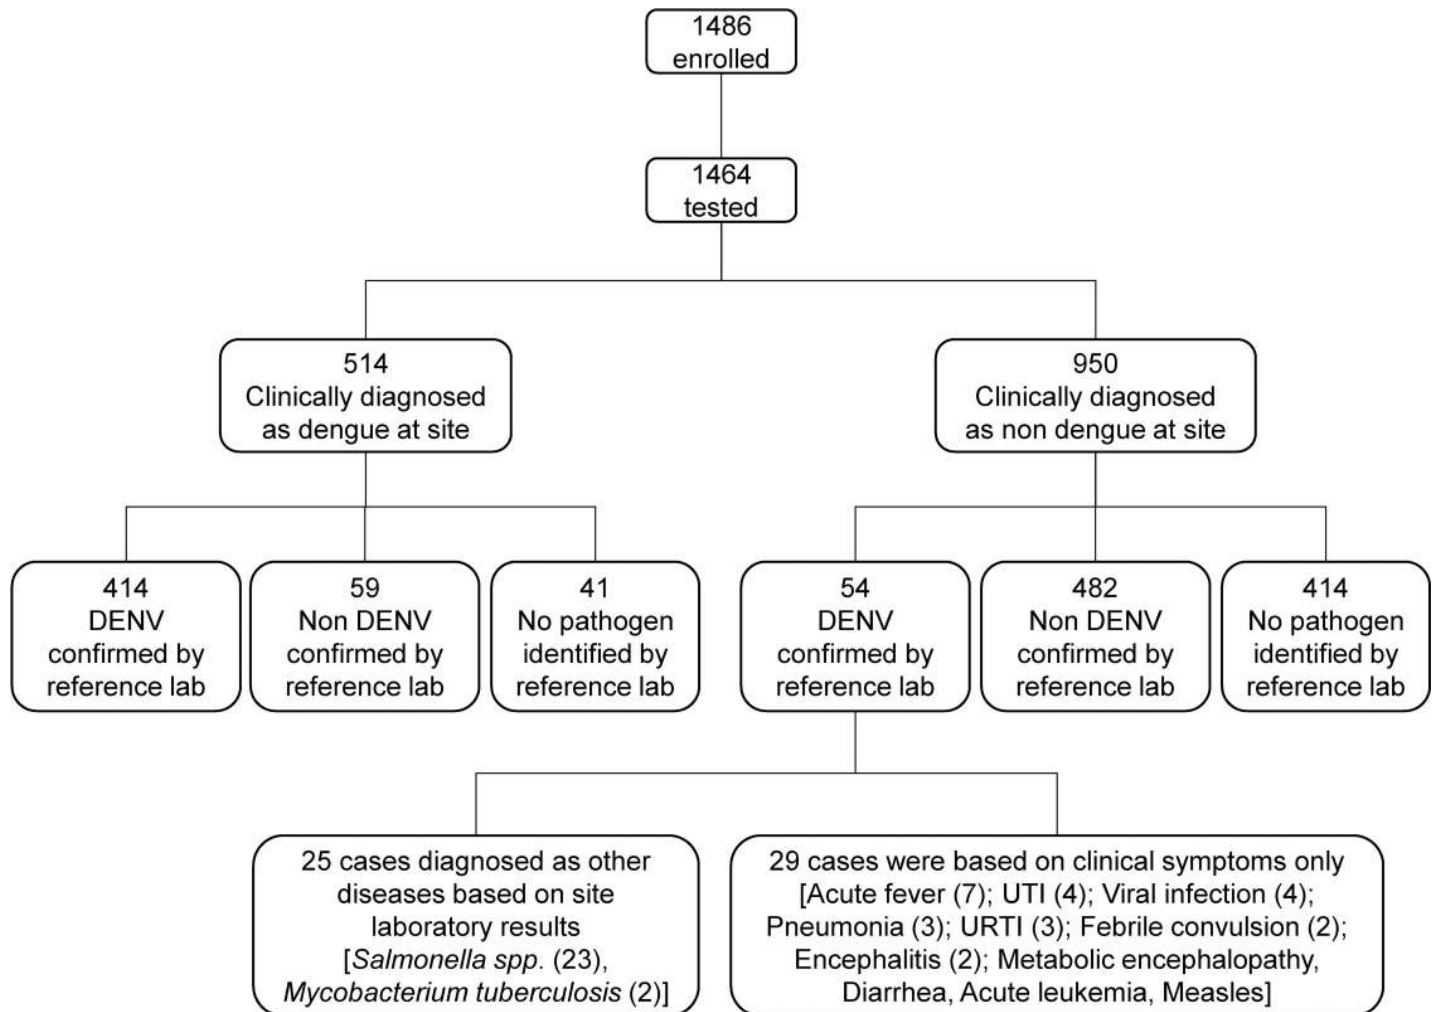 1486
enrolled
1464
tested
514
Clinically diagnosed
as dengue at site
950
Clinically diagnosed
as non dengue at site
414
DENV
confirmed by
reference lab
59
Non DENV
confirmed by
reference lab
41
No pathogen
identified by
reference lab
54
DENV
confirmed by
reference lab
482
Non DENV
confirmed by
reference lab
414
No pathogen
identified by
reference lab
25 cases diagnosed as other
diseases based on site
laboratory results
[Salmonella spp. (23),
Mycobacterium tuberculosis (2)]
29 cases were based on clinical symptoms only
[Acute fever (7); UTI (4); Viral infection (4);
Pneumonia (3); URTI (3); Febrile convulsion (2);
Encephalitis (2); Metabolic encephalopathy,
Diarrhea, Acute leukemia, Measles]